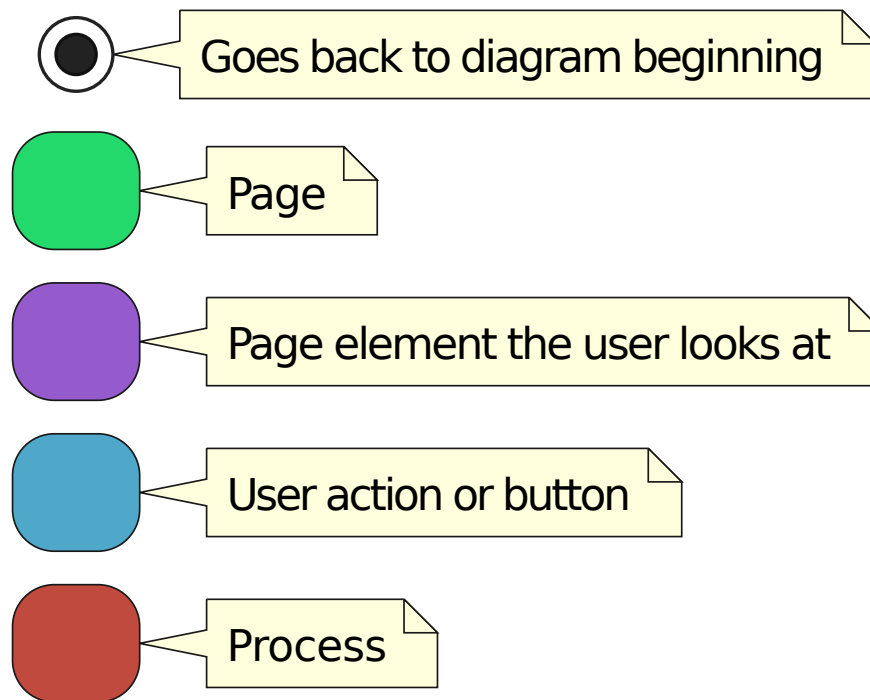 Goes back to diagram beginning
Page
Page element the user looks at
User action or button
Process